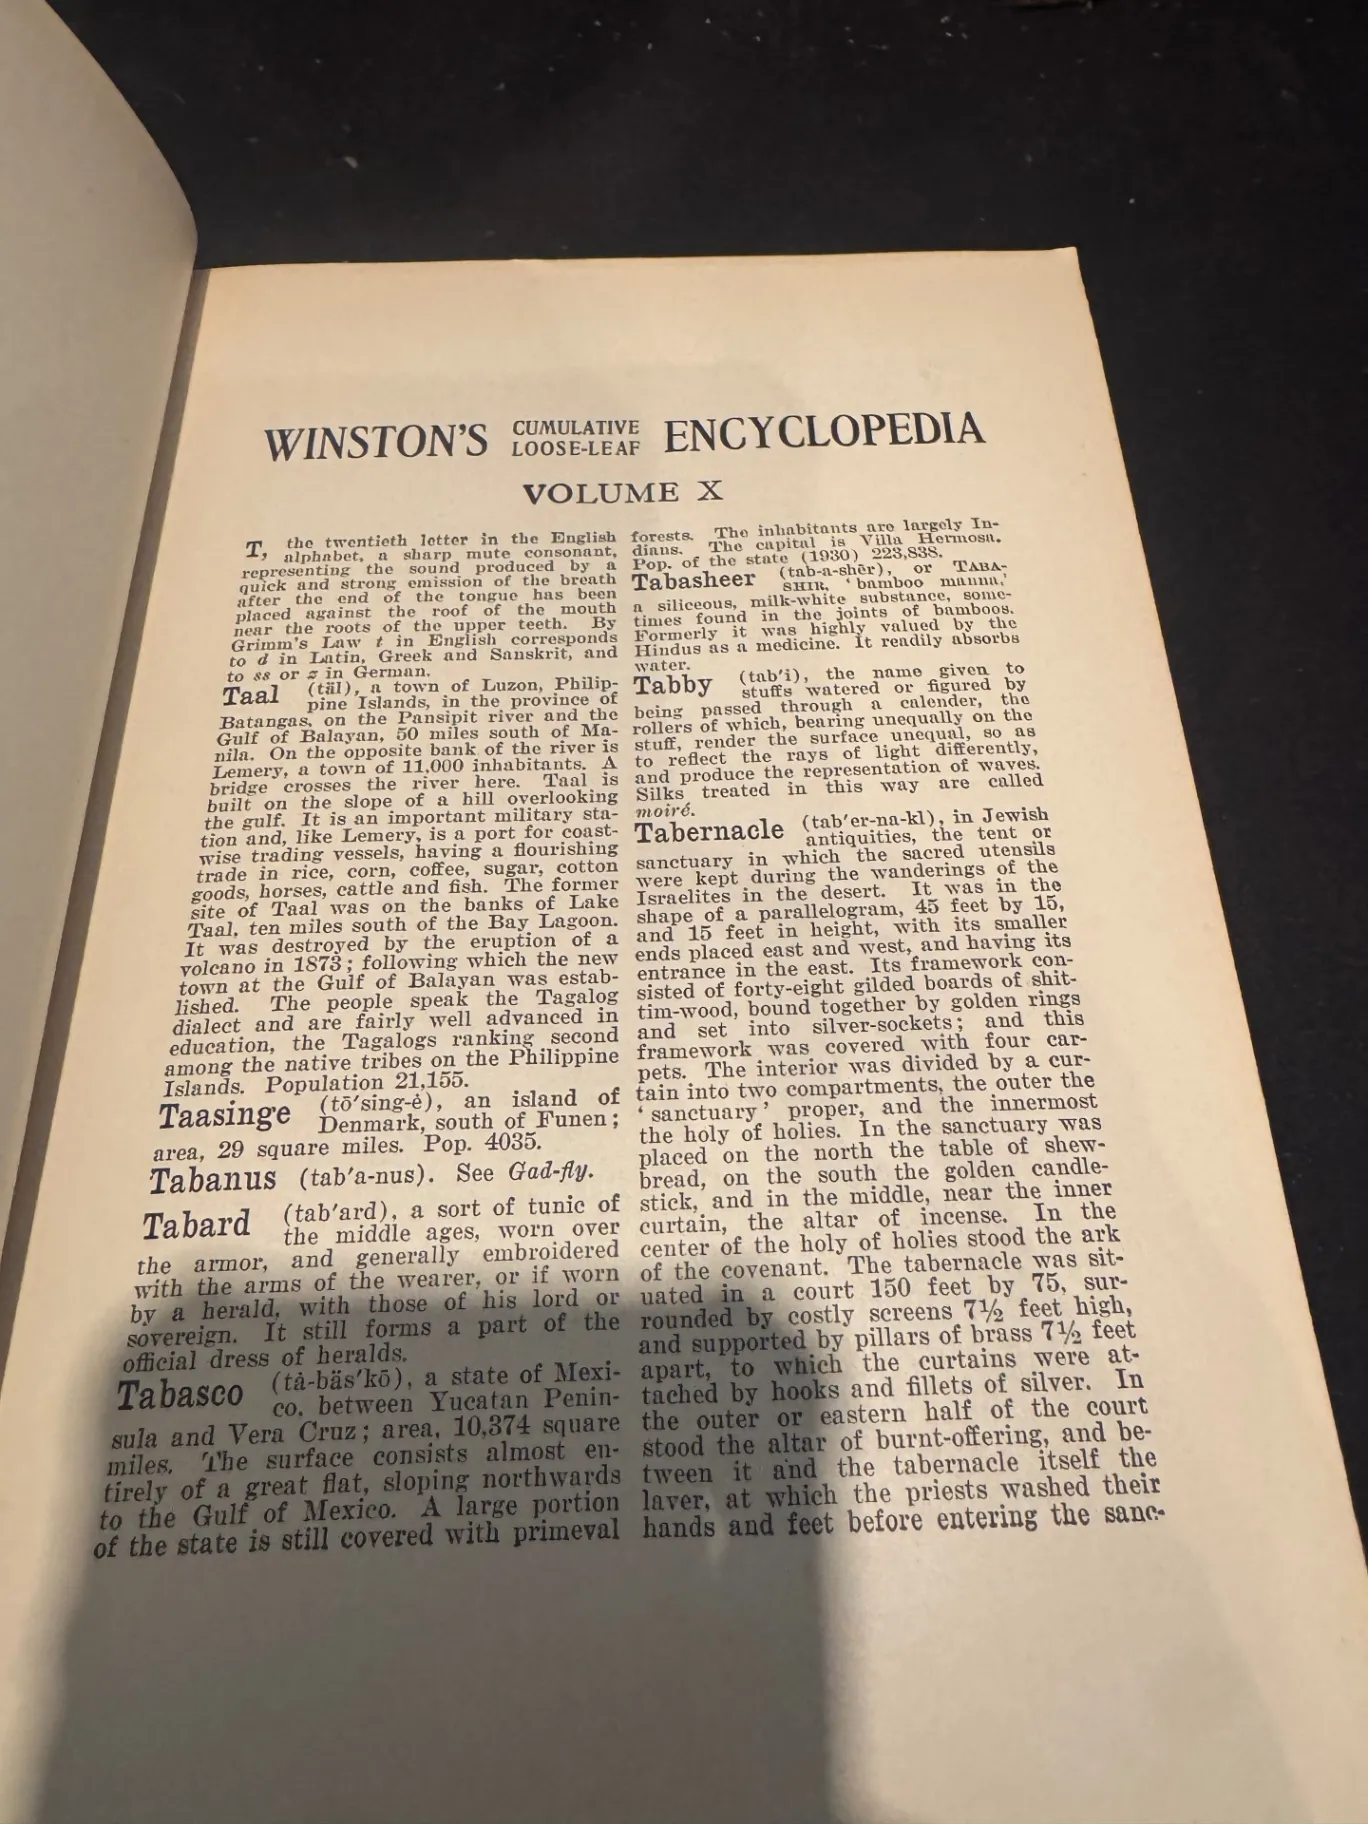 WINSTON'S CUMULATIVE LOOSE-LEAF ENCYCLOPEDIA
VOLUME X
T, the twentieth letter in the English
alphabet, a sharp mute consonant,
representing the sound produced by a
quick and strong emission of the breath
after the end of the tongue has been
placed against the roof of the mouth
near the roots of the upper teeth. By
Grimm's Law t in English corresponds
to d in Latin, Greek and Sanskrit, and
to ss or z in German.
Taal (täl), a town of Luzon, Philip-
pine Islands, in the province of
Batangas, on the Pansipit river and the
Gulf of Balayan, 50 miles south of Ma-
nila. On the opposite bank of the river is
Lemery, a town of 11,000 inhabitants. A
bridge crosses the river here. Taal is
built on the slope of a hill overlooking
the gulf. It is an important military sta-
tion and, like Lemery, is a port for coast-
wise trading vessels, having a flourishing
trade in rice, corn, coffee, sugar, cotton
goods, horses, cattle and fish. The former
site of Taal was on the banks of Lake
Taal, ten miles south of the Bay Lagoon.
It was destroyed by the eruption of a
volcano in 1873; following which the new
town at the Gulf of Balayan was estab-
lished. The people speak the Tagalog
dialect and are fairly well advanced in
education, the Tagalogs ranking second
among the native tribes on the Philippine
Islands. Population 21,155.
Taasinge (tō'sing-ė), an island of
Denmark, south of Funen;
area, 29 square miles. Pop. 4035.
Tabanus (tab'a-nus). See Gad-fly.
Tabard (tab'ard), a sort of tunic of
the middle ages, worn over
the armor, and generally embroidered
with the arms of the wearer, or if worn
by a herald, with those of his lord or
sovereign. It still forms a part of the
official dress of heralds.
Tabasco (tȧ-bäs'kō), a state of Mexi-
co, between Yucatan Penin-
sula and Vera Cruz; area, 10,374 square
miles. The surface consists almost en-
tirely of a great flat, sloping northwards
to the Gulf of Mexico. A large portion
of the state is still covered with primeval
forests. The inhabitants are largely In-
dians. The capital is Villa Hermosa.
Pop. of the state (1930) 223,838.
Tabasheer (tab-a-shēr), or TABA-
SHIR, 'bamboo manna,'
a siliceous, milk-white substance, some-
times found in the joints of bamboos.
Formerly it was highly valued by the
Hindus as a medicine. It readily absorbs
water.
Tabby (tab'i), the name given to
stuffs watered or figured by
being passed through a calender, the
rollers of which, bearing unequally on the
stuff, render the surface unequal, so as
to reflect the rays of light differently,
and produce the representation of waves.
Silks treated in this way are called
moiré.
Tabernacle (tab'er-na-kl), in Jewish
antiquities, the tent or
sanctuary in which the sacred utensils
were kept during the wanderings of the
Israelites in the desert. It was in the
shape of a parallelogram, 45 feet by 15,
and 15 feet in height, with its smaller
ends placed east and west, and having its
entrance in the east. Its framework con-
sisted of forty-eight gilded boards of shit-
tim-wood, bound together by golden rings
and set into silver-sockets; and this
framework was covered with four car-
pets. The interior was divided by a cur-
tain into two compartments, the outer the
'sanctuary' proper, and the innermost
the holy of holies. In the sanctuary was
placed on the north the table of shew-
bread, on the south the golden candle-
stick, and in the middle, near the inner
curtain, the altar of incense. In the
center of the holy of holies stood the ark
of the covenant. The tabernacle was sit-
uated in a court 150 feet by 75, sur-
rounded by costly screens 7½ feet high,
and supported by pillars of brass 7½ feet
apart, to which the curtains were at-
tached by hooks and fillets of silver. In
the outer or eastern half of the court
stood the altar of burnt-offering, and be-
tween it and the tabernacle itself the
laver, at which the priests washed their
hands and feet before entering the sanc-